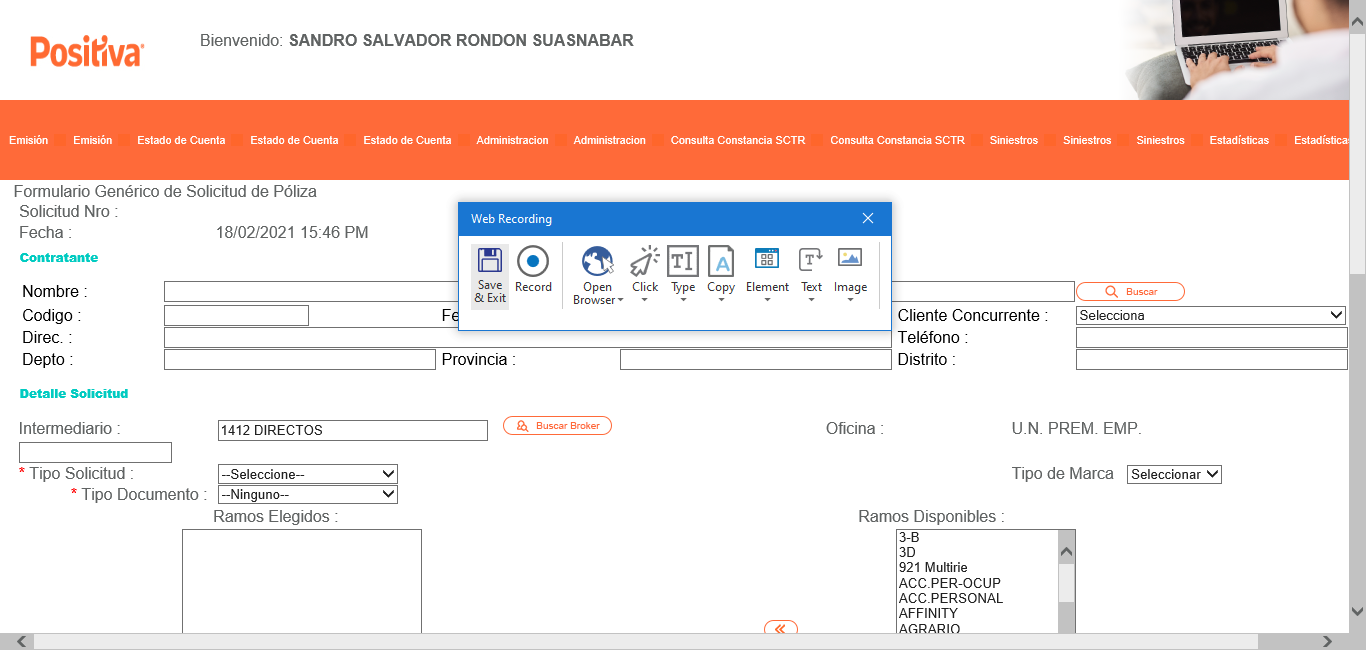 Positiva
Bienvenido: SANDRO SALVADOR RONDON SUASNABAR
Emisión Emisión Estado de Cuenta Estado de Cuenta Estado de Cuenta Administracion Administracion Consulta Constancia SCTR Consulta Constancia SCTR Siniestros Siniestros Siniestros Estadísticas Estadísticas
Formulario Genérico de Solicitud de Póliza
Solicitud Nro :
Fecha : 18/02/2021 15:46 PM
Contratante
Web Recording
Save & Exit
Record
Open Browser
Click
Type
Copy
Element
Text
Image
Nombre : Buscar
Codigo : Fe Cliente Concurrente : Selecciona
Direc. : Teléfono :
Depto : Provincia : Distrito :
Detalle Solicitud
Intermediario : 1412 DIRECTOS Buscar Broker Oficina : U.N. PREM. EMP.
* Tipo Solicitud : --Seleccione-- Tipo de Marca Seleccionar
* Tipo Documento : --Ninguno--
Ramos Elegidos : Ramos Disponibles :
3-B
3D
921 Multirie
ACC.PER-OCUP
ACC.PERSONAL
AFFINITY
AGRARIO